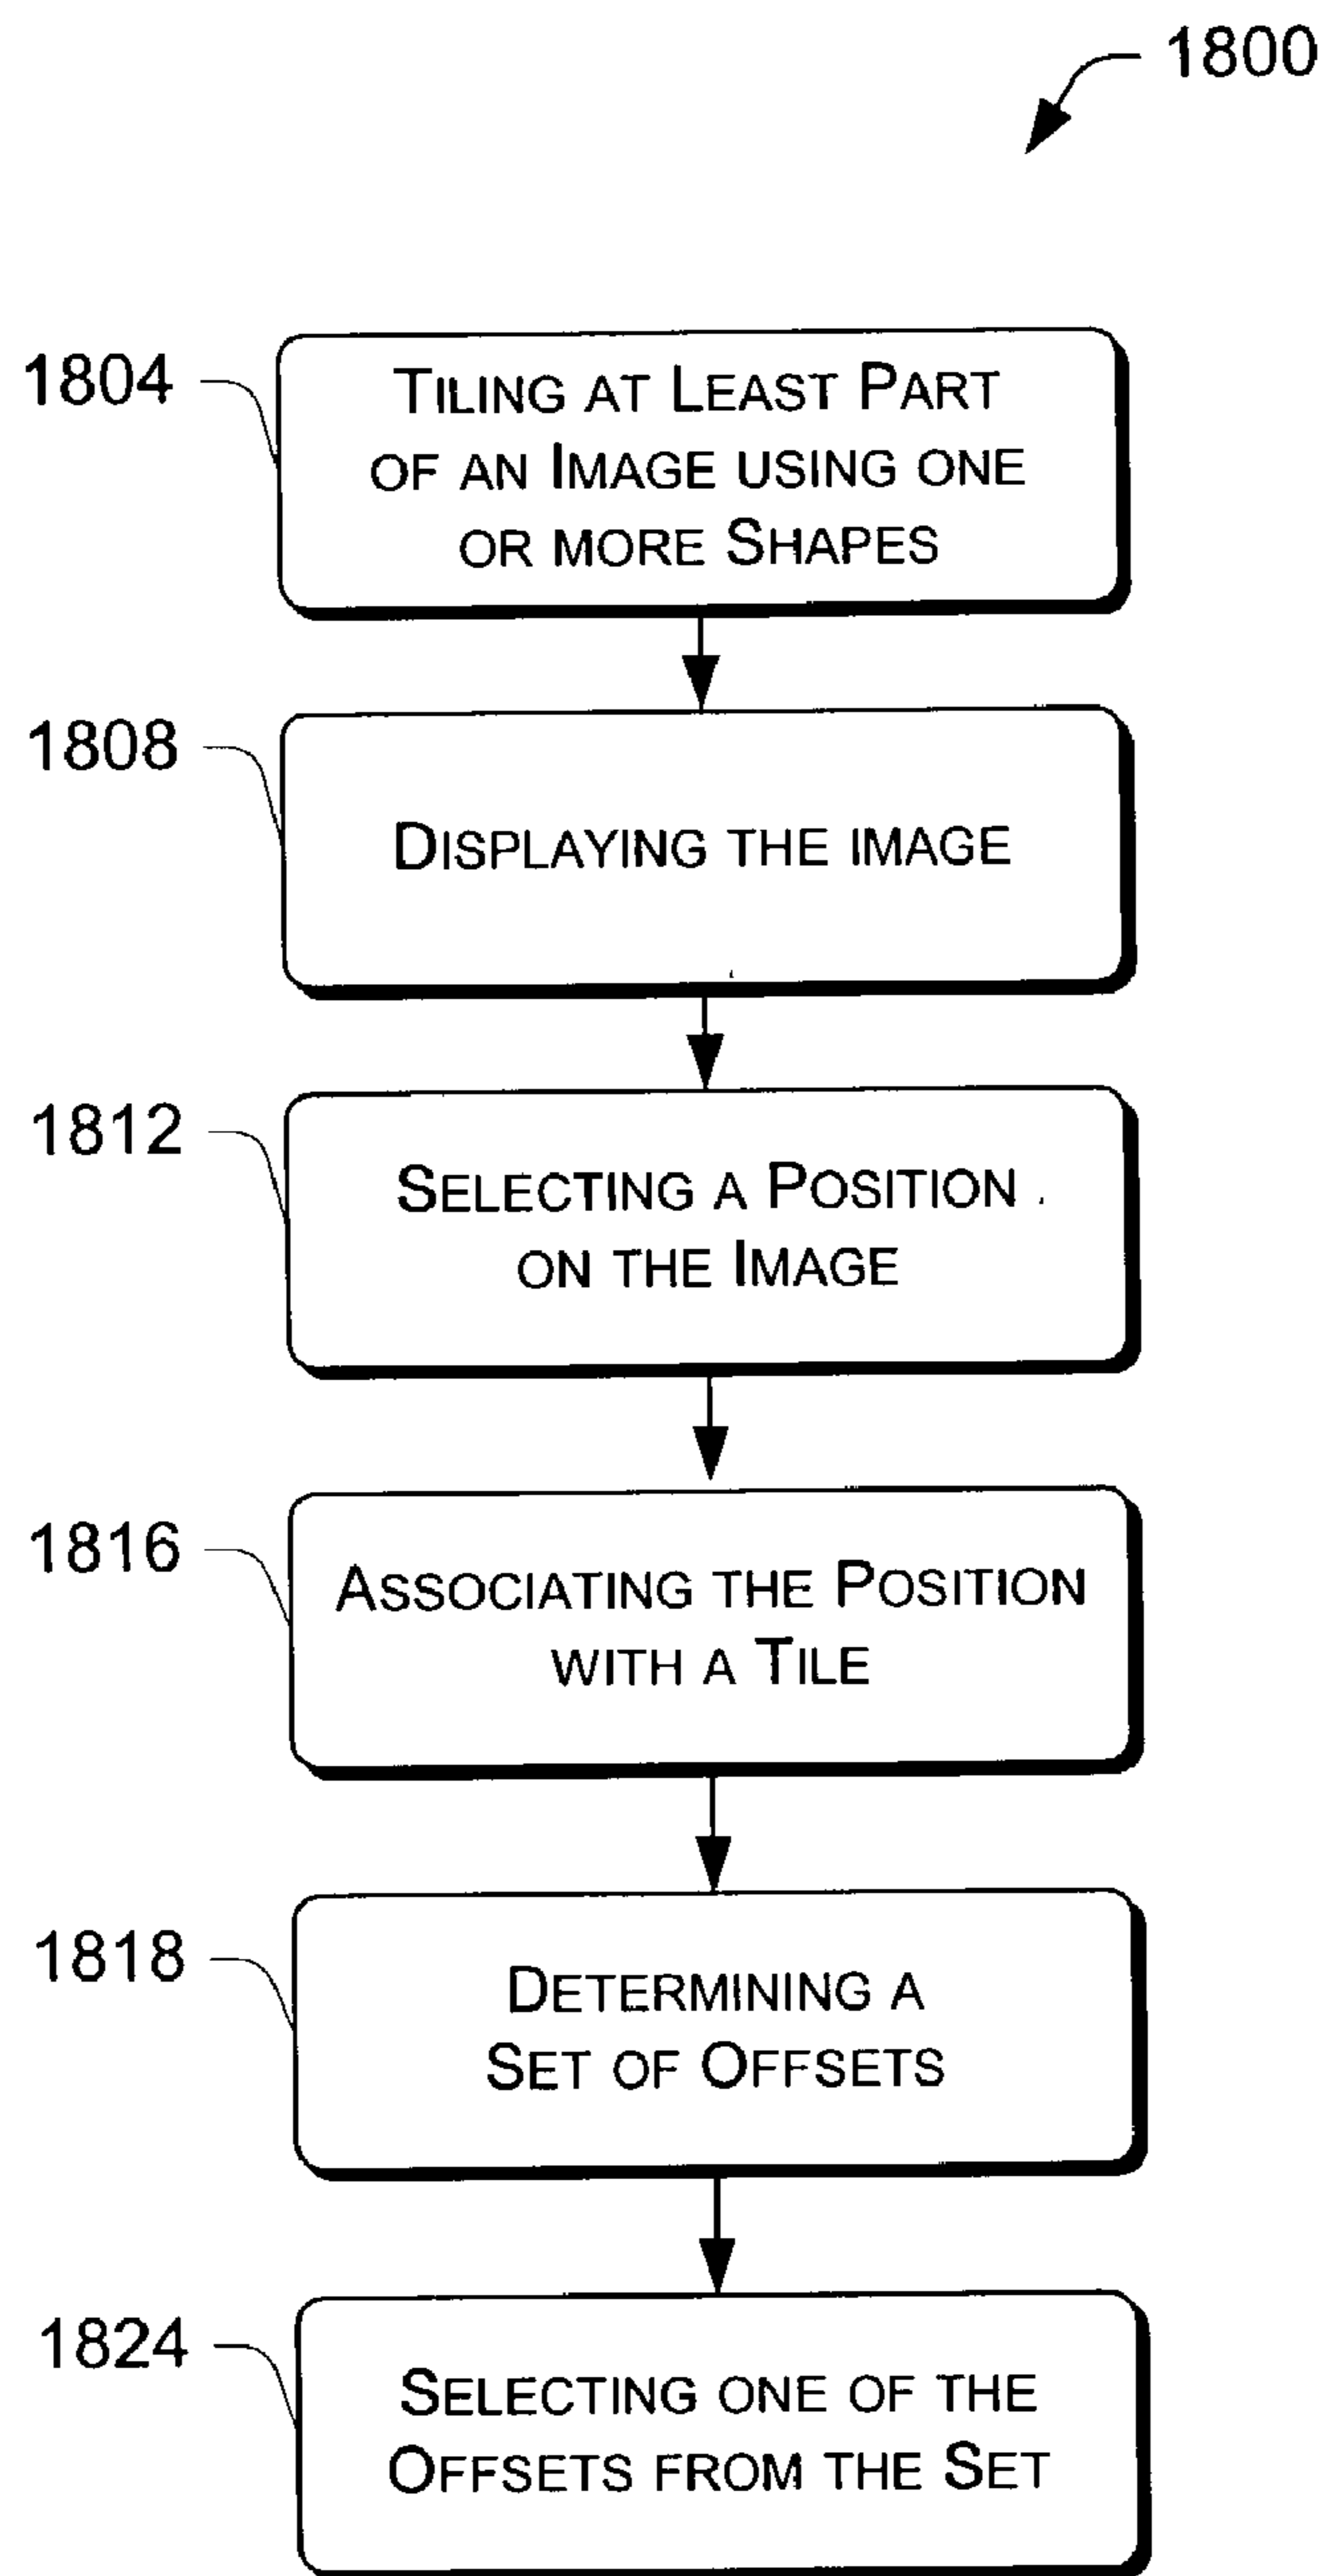 1800
1804
Tiling at Least Part
of an Image using one
or more Shapes
1808
Displaying the image
1812
Selecting a Position
on the Image
1816
Associating the Position
with a Tile
1818
Determining a
Set of Offsets
1824
Selecting one of the
Offsets from the Set